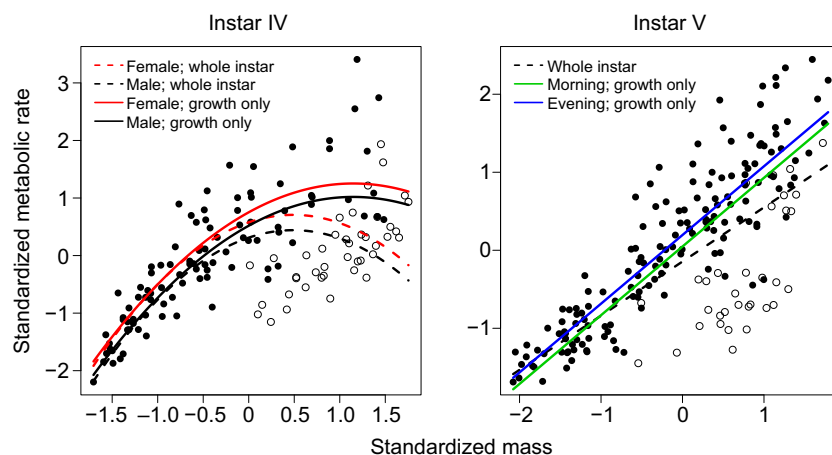 Instar IV
Instar V
Standardized metabolic rate
3
2
1
0
–1
–2
Female; whole instar
Male; whole instar
Female; growth only
Male; growth only
–1.5
–1.0
–0.5
0
0.5
1.0
1.5
2
1
0
–1
Whole instar
Morning; growth only
Evening; growth only
–2
–1
0
1
Standardized mass